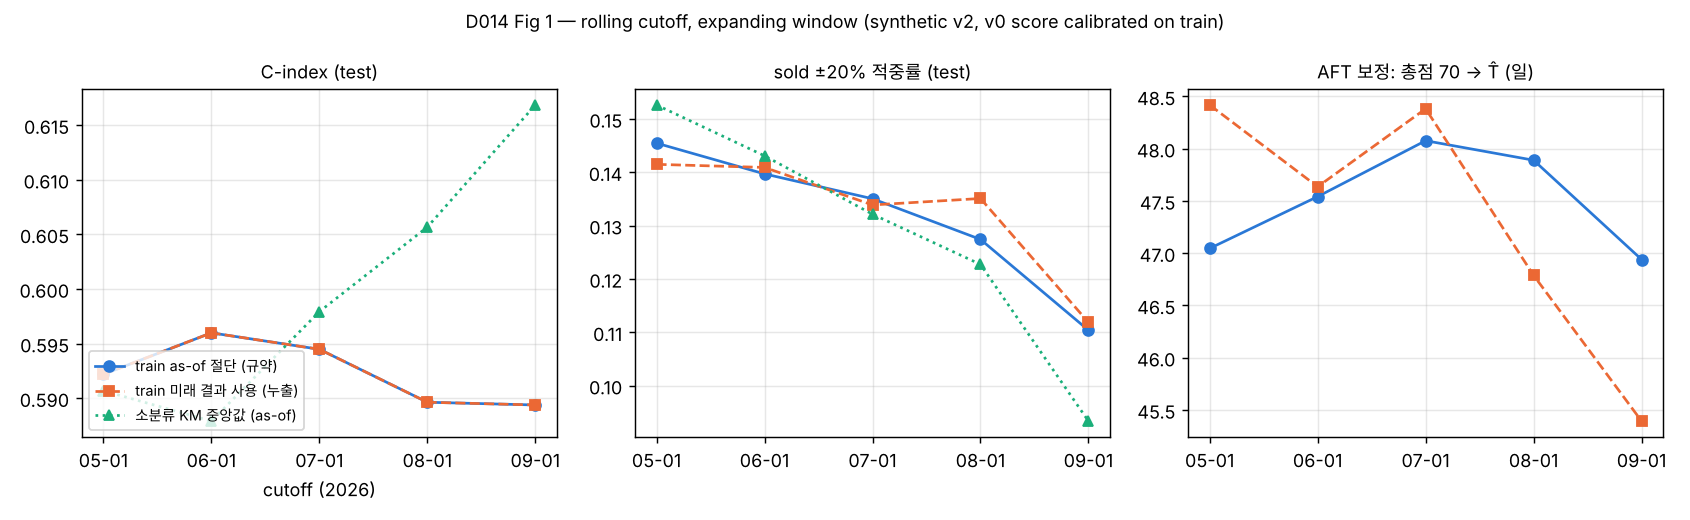 D014 Fig 1 — rolling cutoff, expanding window (synthetic v2, v0 score calibrated on train)
C-index (test)
0.615
0.610
0.605
0.600
0.595
0.590
train as-of 절단 (규약)
train 미래 결과 사용 (누출)
소분류 KM 중앙값 (as-of)
05-01 06-01 07-01 08-01 09-01
cutoff (2026)
sold ±20% 적중률 (test)
0.15
0.14
0.13
0.12
0.11
0.10
05-01 06-01 07-01 08-01 09-01
AFT 보정: 총점 70 → T̂ (일)
48.5
48.0
47.5
47.0
46.5
46.0
45.5
05-01 06-01 07-01 08-01 09-01